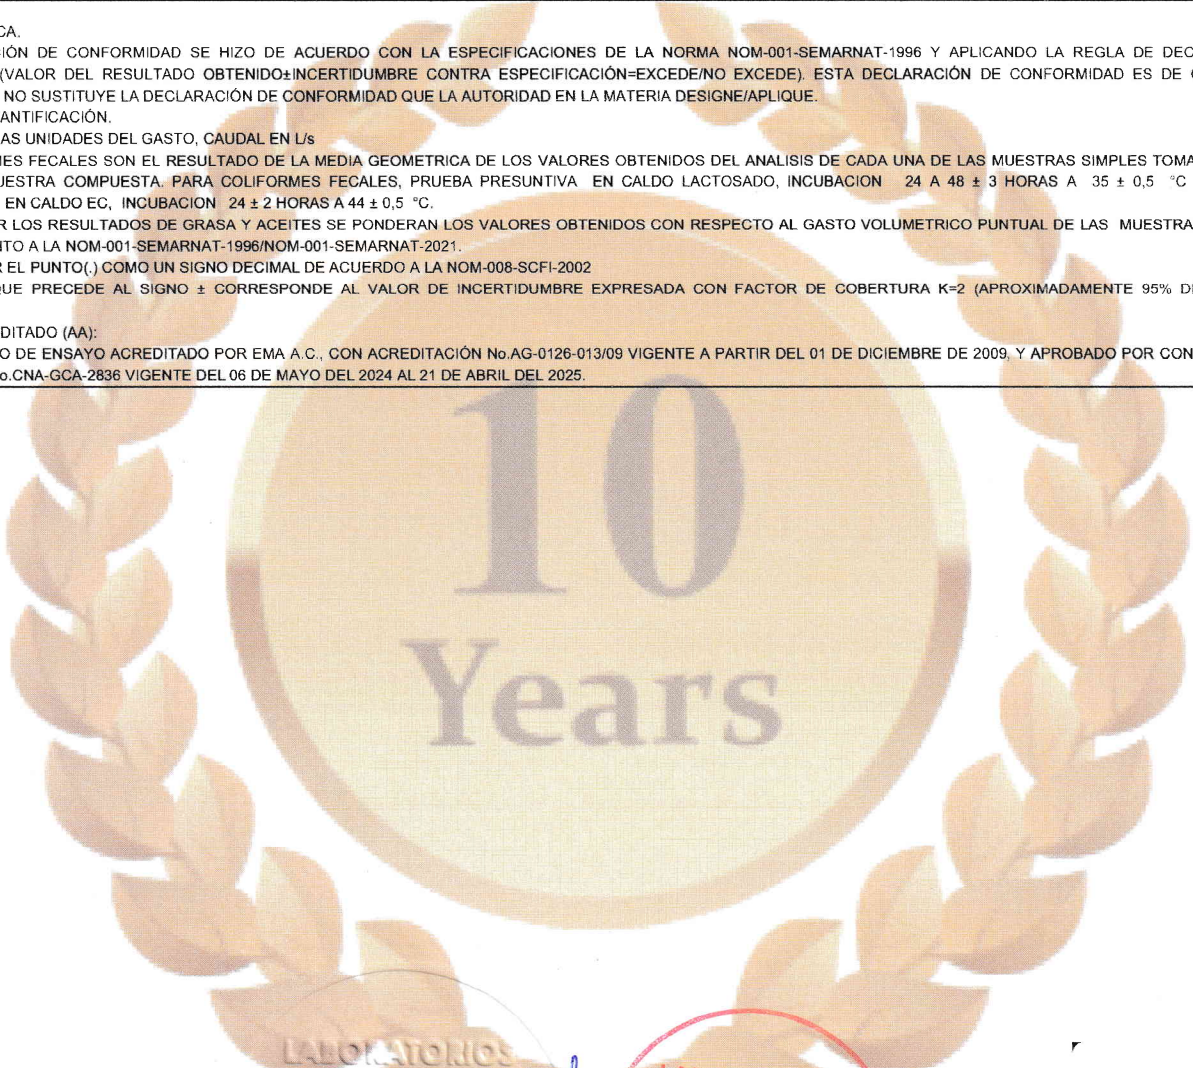 CA.
CIÓN DE CONFORMIDAD SE HIZO DE ACUERDO CON LA ESPECIFICACIONES DE LA NORMA NOM-001-SEMARNAT-1996 Y APLICANDO LA REGLA DE DEC
(VALOR DEL RESULTADO OBTENIDO±INCERTIDUMBRE CONTRA ESPECIFICACIÓN=EXCEDE/NO EXCEDE). ESTA DECLARACIÓN DE CONFORMIDAD ES DE
NO SUSTITUYE LA DECLARACIÓN DE CONFORMIDAD QUE LA AUTORIDAD EN LA MATERIA DESIGNE/APLIQUE.
ANTIFICACIÓN.
AS UNIDADES DEL GASTO, CAUDAL EN L/s
MES FECALES SON EL RESULTADO DE LA MEDIA GEOMETRICA DE LOS VALORES OBTENIDOS DEL ANALISIS DE CADA UNA DE LAS MUESTRAS SIMPLES TOMA
UESTRA COMPUESTA. PARA COLIFORMES FECALES, PRUEBA PRESUNTIVA EN CALDO LACTOSADO, INCUBACION 24 A 48 ± 3 HORAS A 35 ± 0,5 °C
EN CALDO EC, INCUBACION 24 ± 2 HORAS A 44 ± 0,5 °C.
R LOS RESULTADOS DE GRASA Y ACEITES SE PONDERAN LOS VALORES OBTENIDOS CON RESPECTO AL GASTO VOLUMETRICO PUNTUAL DE LAS MUESTRA
NTO A LA NOM-001-SEMARNAT-1996/NOM-001-SEMARNAT-2021.
R EL PUNTO(.) COMO UN SIGNO DECIMAL DE ACUERDO A LA NOM-008-SCFI-2002
QUE PRECEDE AL SIGNO ± CORRESPONDE AL VALOR DE INCERTIDUMBRE EXPRESADA CON FACTOR DE COBERTURA K=2 (APROXIMADAMENTE 95% DE
DITADO (AA):
O DE ENSAYO ACREDITADO POR EMA A.C., CON ACREDITACIÓN No.AG-0126-013/09 VIGENTE A PARTIR DEL 01 DE DICIEMBRE DE 2009, Y APROBADO POR CON
o.CNA-GCA-2836 VIGENTE DEL 06 DE MAYO DEL 2024 AL 21 DE ABRIL DEL 2025.
10
Years
LABORATORIOS